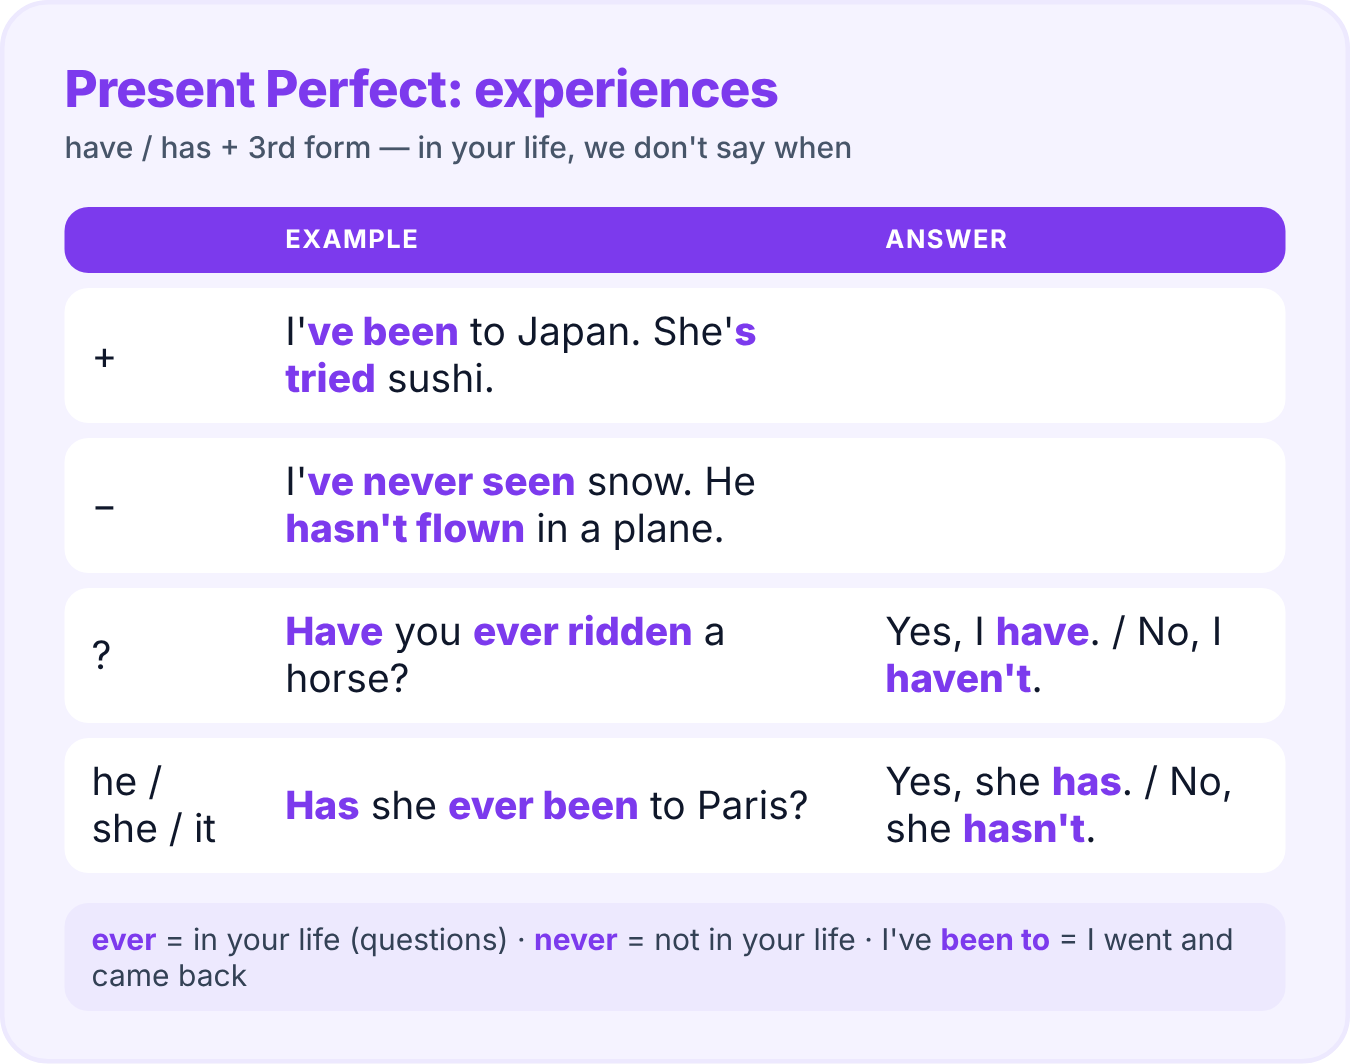 Present Perfect: experiences
have / has + 3rd form — in your life, we don't say when
EXAMPLE ANSWER
+
I've been to Japan. She's
tried sushi.
−
I've never seen snow. He
hasn't flown in a plane.
?
Have you ever ridden a
horse?
Yes, I have. / No, I
haven't.
he /
she / it
Has she ever been to Paris?
Yes, she has. / No,
she hasn't.
ever = in your life (questions) · never = not in your life · I've been to = I went and
came back